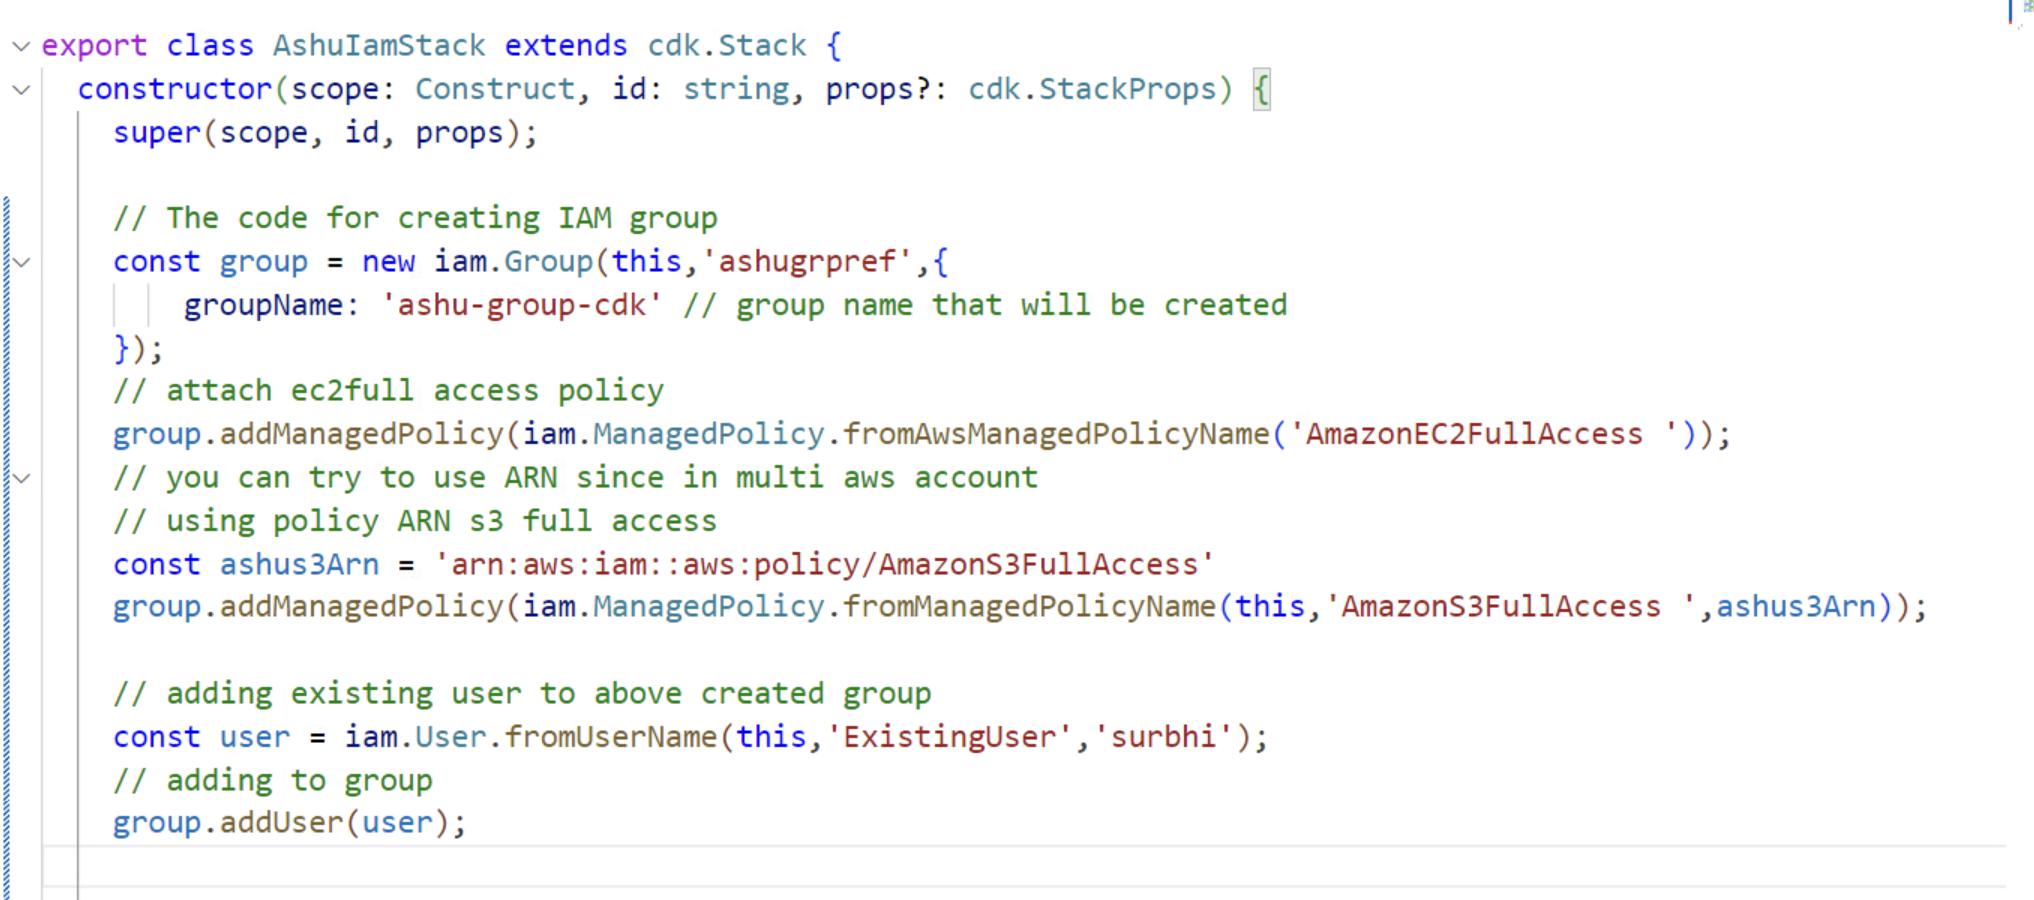 export class AshuIamStack extends cdk.Stack {
constructor(scope: Construct, id: string, props?: cdk.StackProps) {
super(scope, id, props);
// The code for creating IAM group
const group = new iam.Group(this,'ashugrpref',{
groupName: 'ashu-group-cdk' // group name that will be created
});
// attach ec2full access policy
group.addManagedPolicy(iam.ManagedPolicy.fromAwsManagedPolicyName('AmazonEC2FullAccess '));
// you can try to use ARN since in multi aws account
// using policy ARN s3 full access
const ashus3Arn = 'arn:aws:iam::aws:policy/AmazonS3FullAccess'
group.addManagedPolicy(iam.ManagedPolicy.fromManagedPolicyName(this,'AmazonS3FullAccess ',ashus3Arn));
// adding existing user to above created group
const user = iam.User.fromUserName(this,'ExistingUser','surbhi');
// adding to group
group.addUser(user);